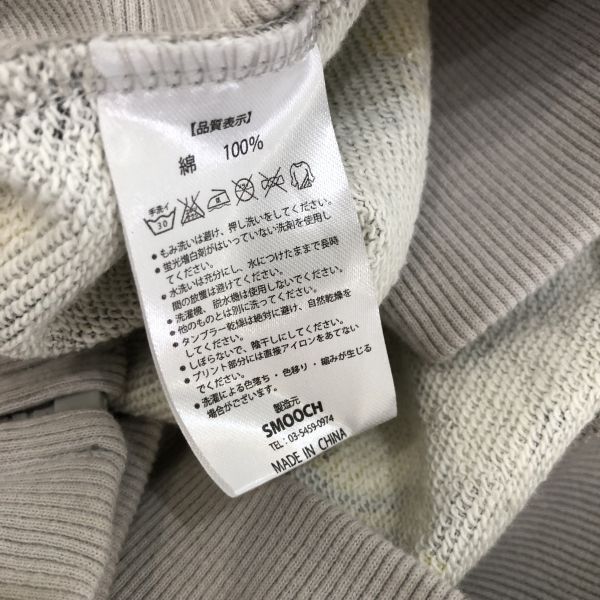 【品質表示】
綿 100%
手洗イ
30
• もみ洗いは避け、押し洗いをしてください。
• 蛍光増白剤がはいっていない洗剤を使用し
てください。
• 水洗いは充分にし、水につけたままで長時
間の放置は避けてください。
• 洗濯機、脱水機は使用しないでください。
• 他のものとは別に洗ってください。
• タンブラー乾燥は絶対に避け、自然乾燥を
してください。
• しぼらないで、陰干しにしてください。
• プリント部分には直接アイロンをあてない
でください。
• 洗濯による色落ち・色移り・縮みが生じる
場合がございます。
製造元
SMOOCH
TEL : 03-5459-0974
MADE IN CHINA